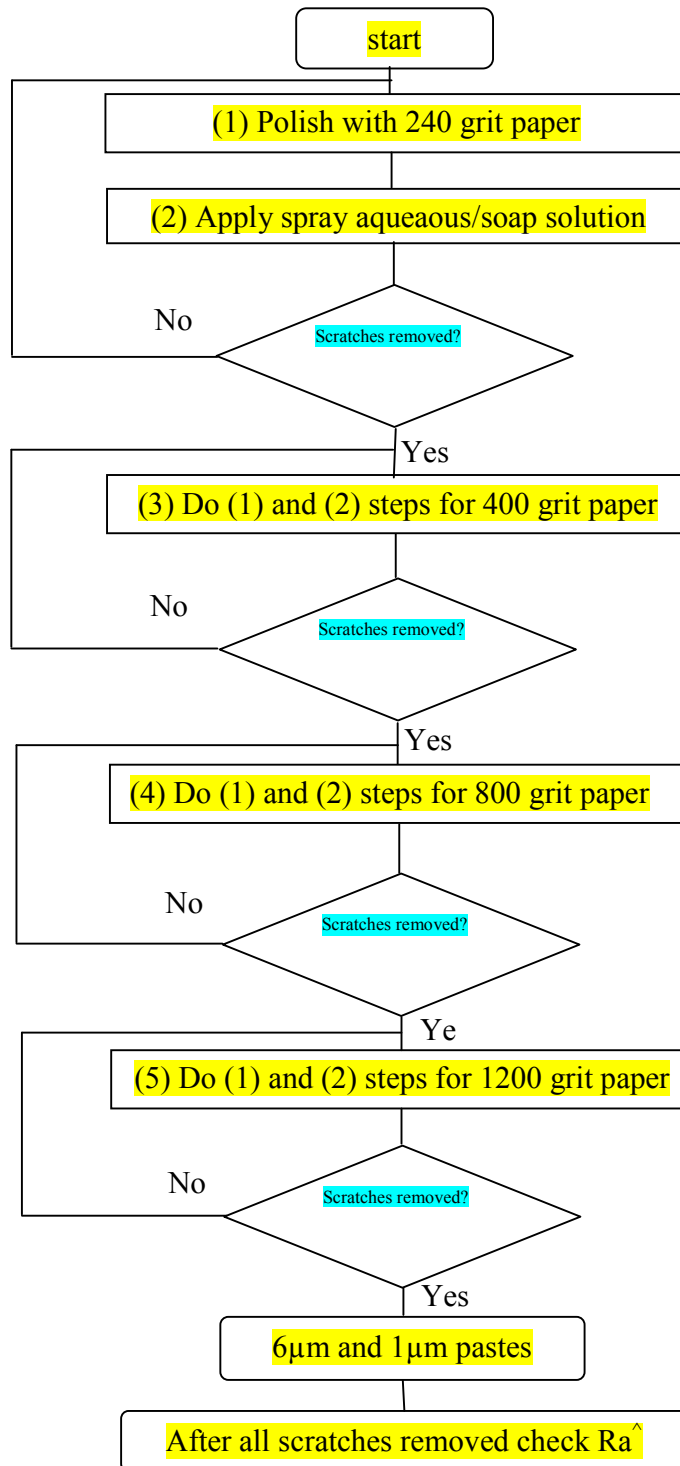 start
(1) Polish with 240 grit paper
(2) Apply spray aqueaous/soap solution
No
Scratches removed?
Yes
(3) Do (1) and (2) steps for 400 grit paper
No
Scratches removed?
Yes
(4) Do (1) and (2) steps for 800 grit paper
No
Scratches removed?
Ye
(5) Do (1) and (2) steps for 1200 grit paper
No
Scratches removed?
Yes
6µm and 1µm pastes
After all scratches removed check Ra^